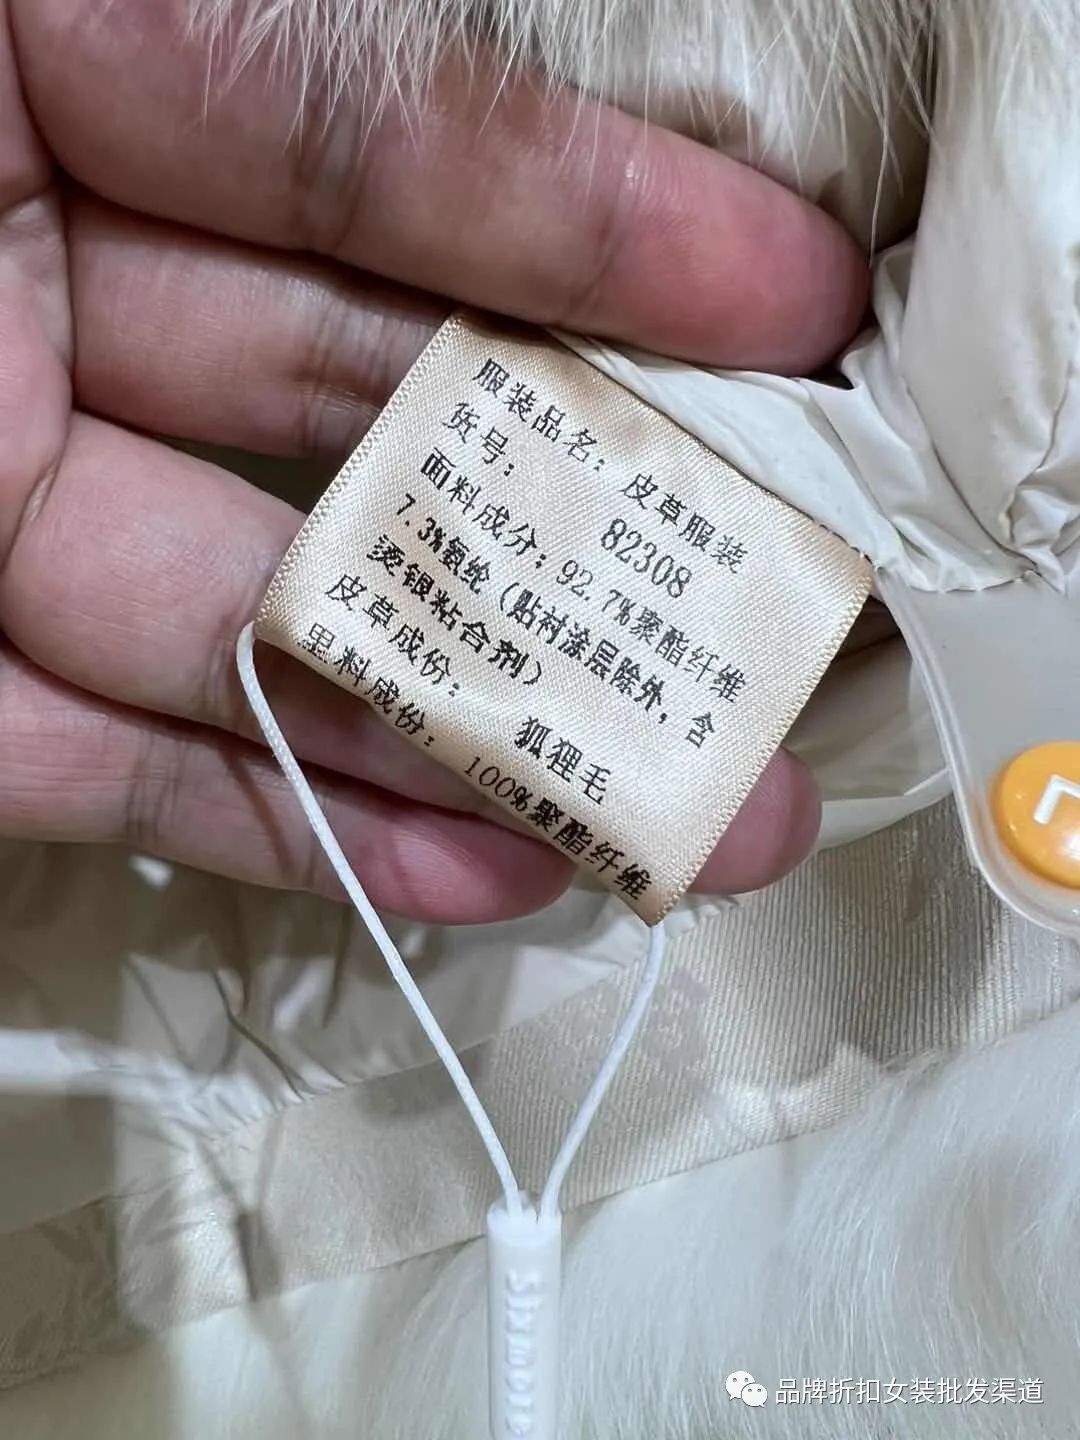 服装品名：皮草服装
货号：82308
面料成分：92.7%聚酯纤维
7.3%氨纶（贴衬涂层除外，含
烫银粘合剂）
皮草成份：狐狸毛
里料成份：100%聚酯纤维
品牌折扣女装批发渠道